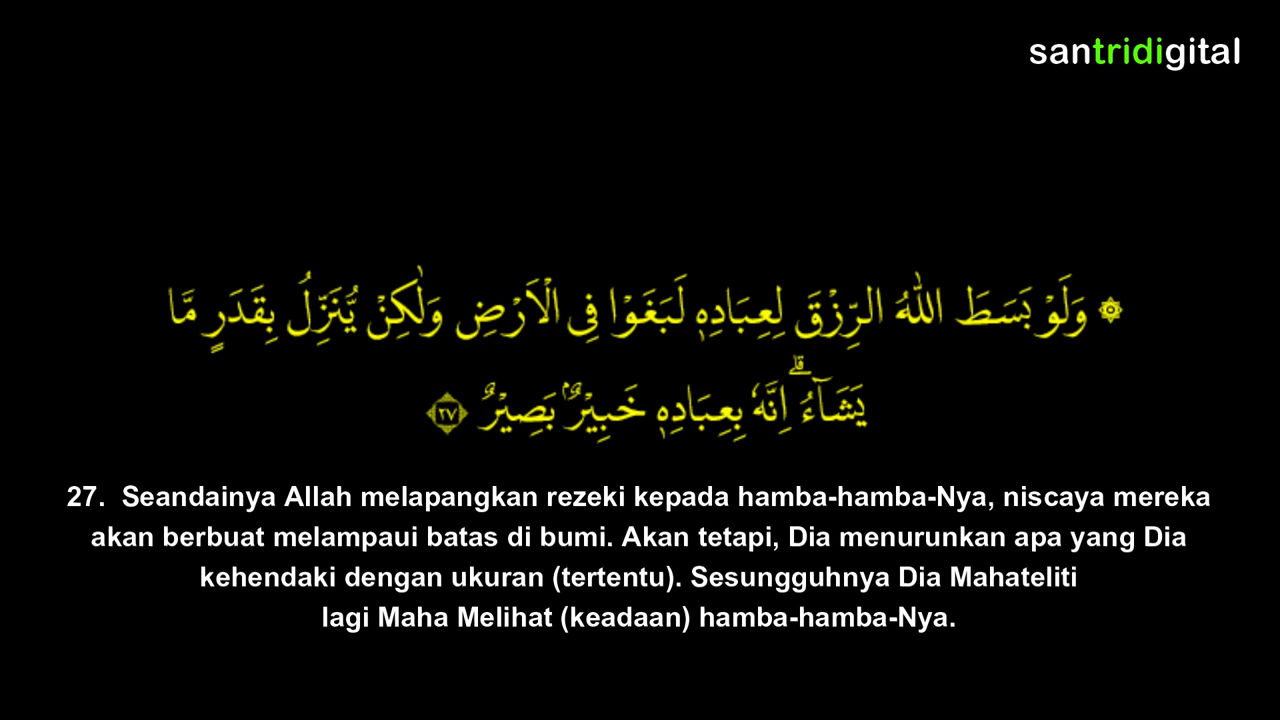 santridigital
۞ وَلَوْ بَسَطَ اللّٰهُ الرِّزْقَ لِعِبَادِهٖ لَبَغَوْا فِى الْاَرْضِ وَلٰكِنْ يُّنَزِّلُ بِقَدَرٍ مَّا
يَشَاۤءُ ۗاِنَّهٗ بِعِبَادِهٖ خَبِيْرٌۢ بَصِيْرٌ ٢٧
27.  Seandainya Allah melapangkan rezeki kepada hamba-hamba-Nya, niscaya mereka
akan berbuat melampaui batas di bumi. Akan tetapi, Dia menurunkan apa yang Dia
kehendaki dengan ukuran (tertentu). Sesungguhnya Dia Mahateliti
lagi Maha Melihat (keadaan) hamba-hamba-Nya.